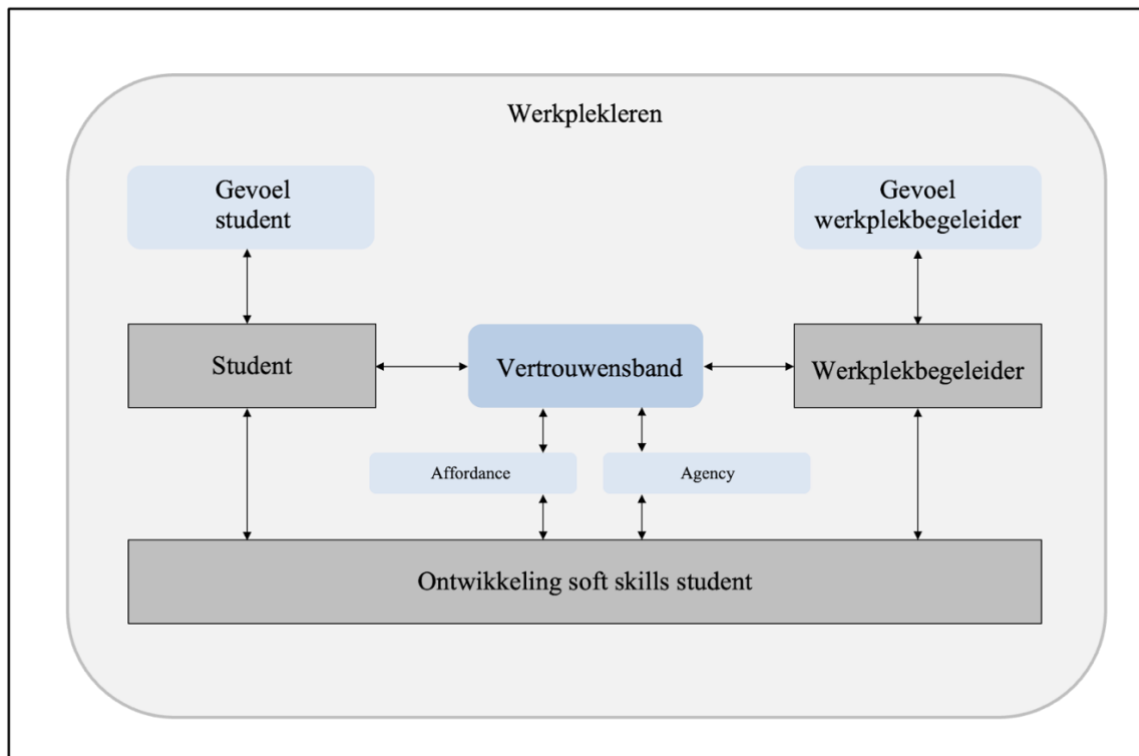 Werkplekleren
Gevoel
student
Gevoel
werkplekbegeleider
Student
Vertrouwensband
Werkplekbegeleider
Affordance
Agency
Ontwikkeling soft skills student